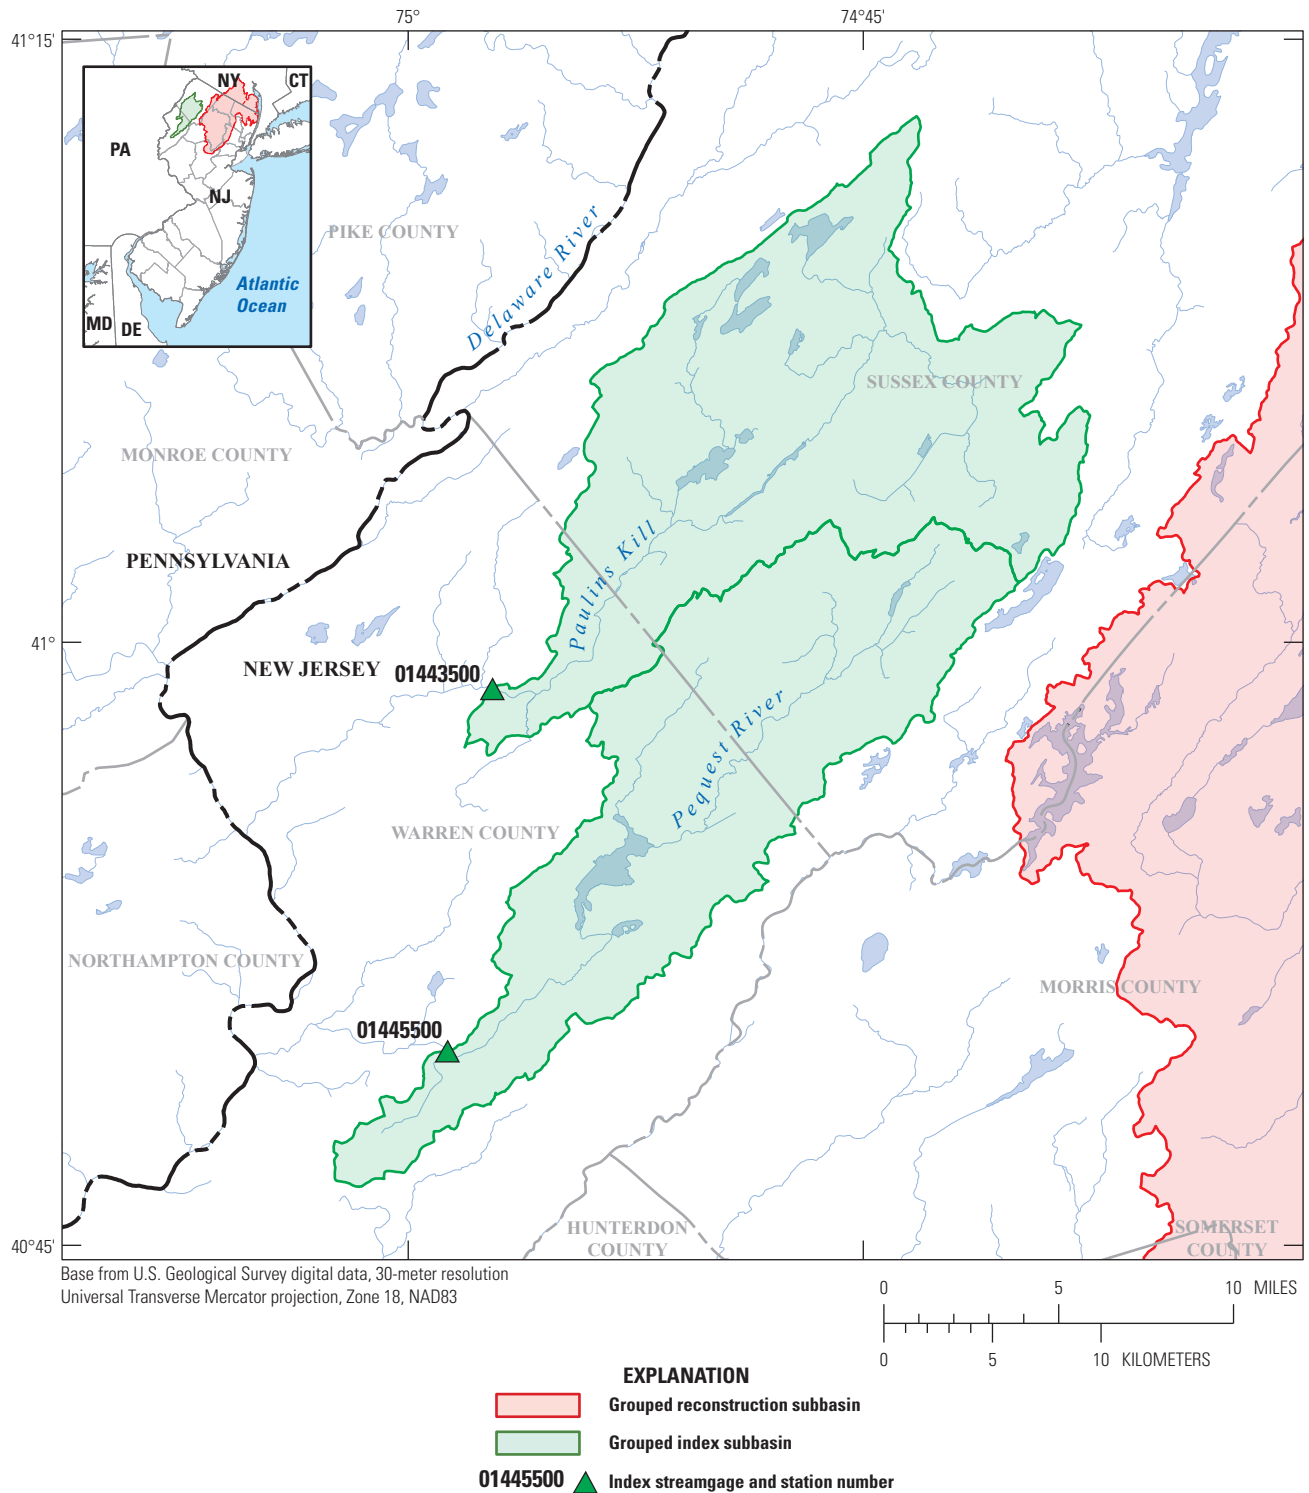 75°
74°45'
41°15'
NY
CT
PA
NJ
Atlantic
Ocean
MD
DE
PIKE COUNTY
Delaware River
SUSSEX COUNTY
MONROE COUNTY
Paulins Kill
PENNSYLVANIA
41°
NEW JERSEY
01443500
Pequest River
WARREN COUNTY
NORTHAMPTON COUNTY
MORRIS COUNTY
01445500
HUNTERDON
COUNTY
SOMERSET
COUNTY
40°45'
Base from U.S. Geological Survey digital data, 30-meter resolution
Universal Transverse Mercator projection, Zone 18, NAD83
0 5 10 MILES
0 5 10 KILOMETERS
EXPLANATION
Grouped reconstruction subbasin
Grouped index subbasin
01445500 Index streamgage and station number